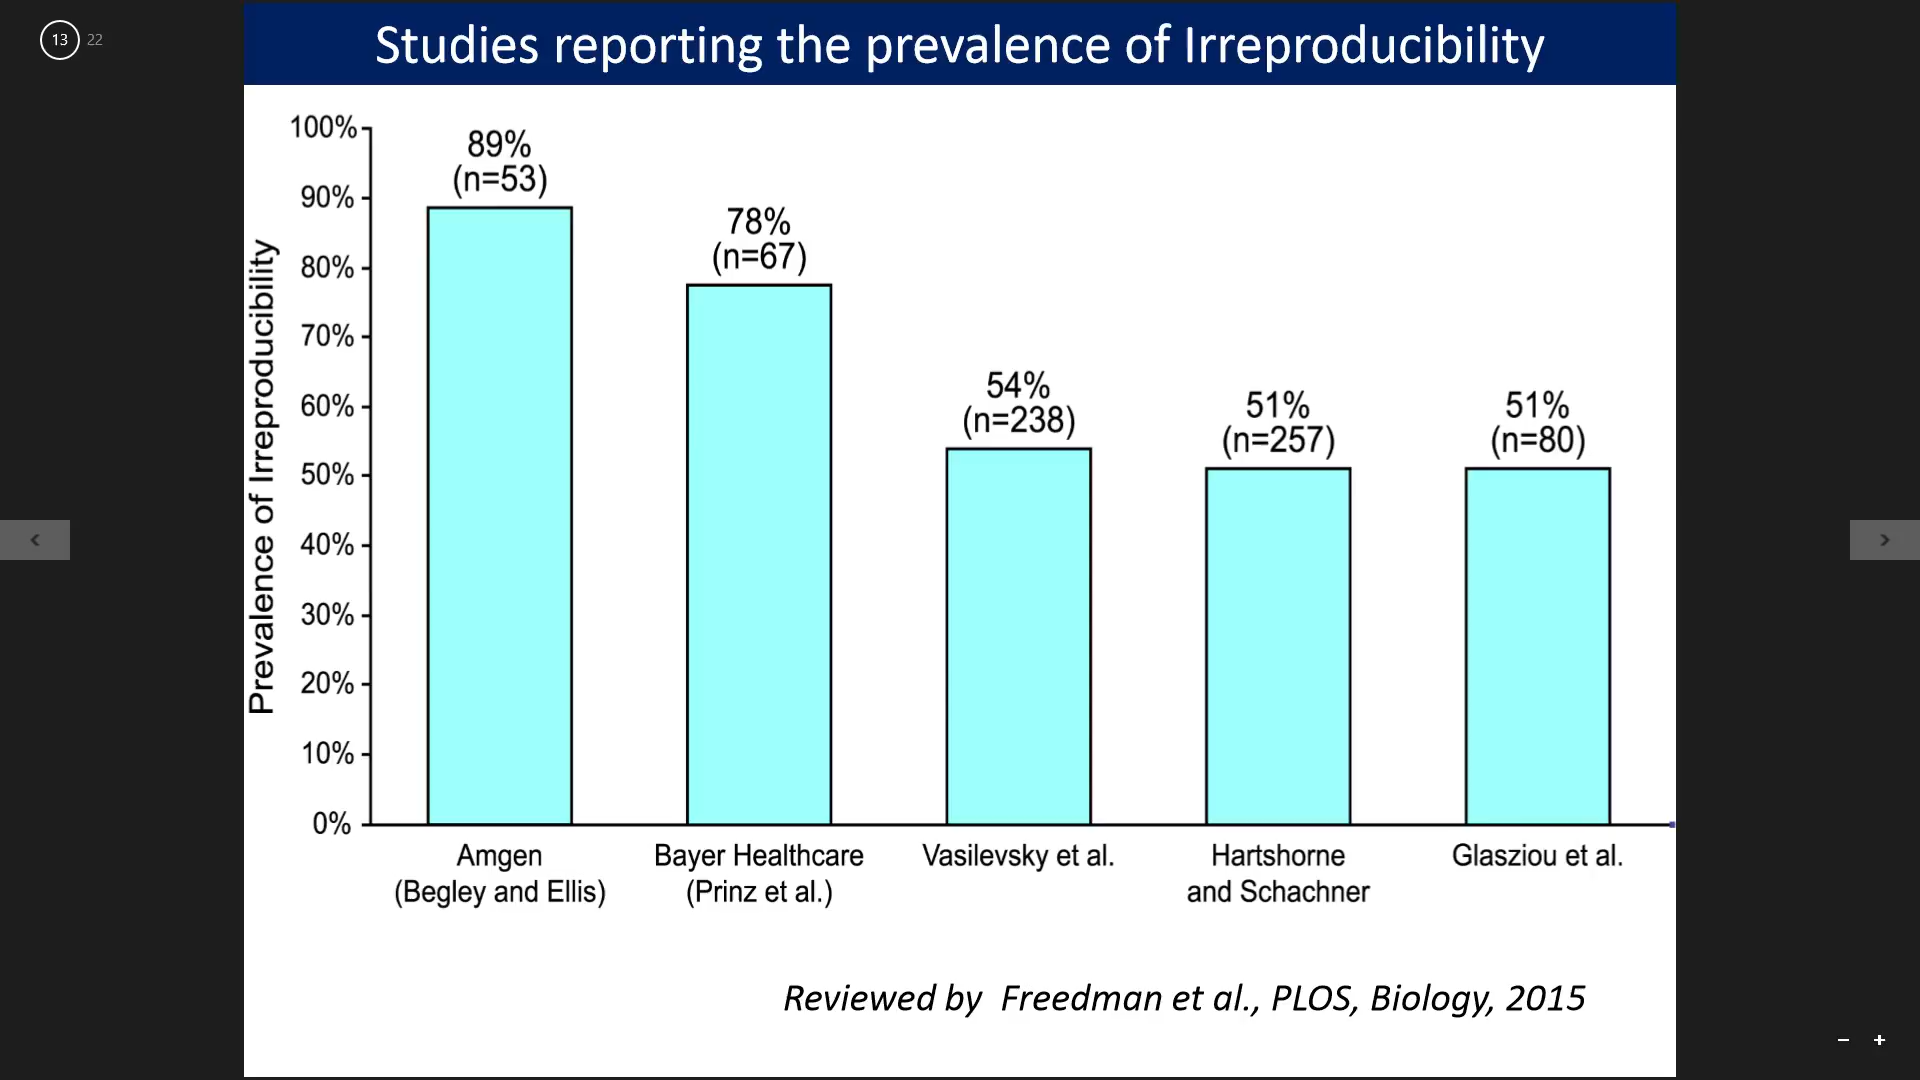 13 22
Studies reporting the prevalence of Irreproducibility
Prevalence of Irreproducibility
100%
90%
80%
70%
60%
50%
40%
30%
20%
10%
0%
89%
(n=53)
78%
(n=67)
54%
(n=238)
51%
(n=257)
51%
(n=80)
Amgen
(Begley and Ellis)
Bayer Healthcare
(Prinz et al.)
Vasilevsky et al.
Hartshorne
and Schachner
Glasziou et al.
Reviewed by Freedman et al., PLOS, Biology, 2015